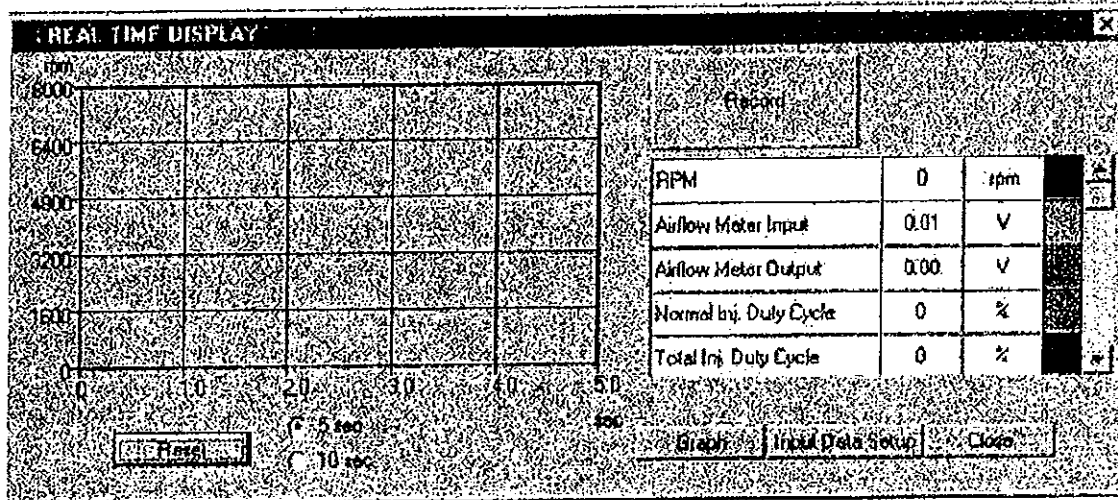 REAL TIME DISPLAY
rpm
8000
6400
4800
3200
1600
0
0 1.0 2.0 3.0 4.0 5.0
sec
Reset
5 sec
10 sec
Record
RPM 0 rpm
Airflow Meter Input 0.01 V
Airflow Meter Output 0.00 V
Normal Inj. Duty Cycle 0 %
Total Inj. Duty Cycle 0 %
Graph Input Data Setup Close